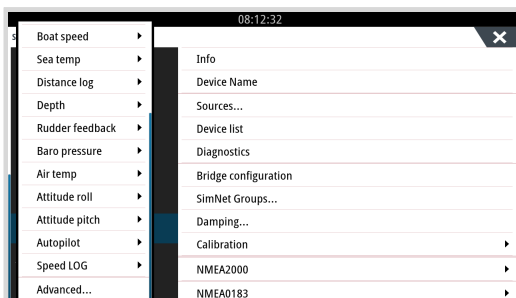 08:12:32
s
Boat speed
Sea temp
Distance log
Depth
Rudder feedback
Baro pressure
Air temp
Attitude roll
Attitude pitch
Autopilot
Speed LOG
Advanced...
Info
Device Name
Sources...
Device list
Diagnostics
Bridge configuration
SimNet Groups...
Damping...
Calibration
NMEA2000
NMEA0183